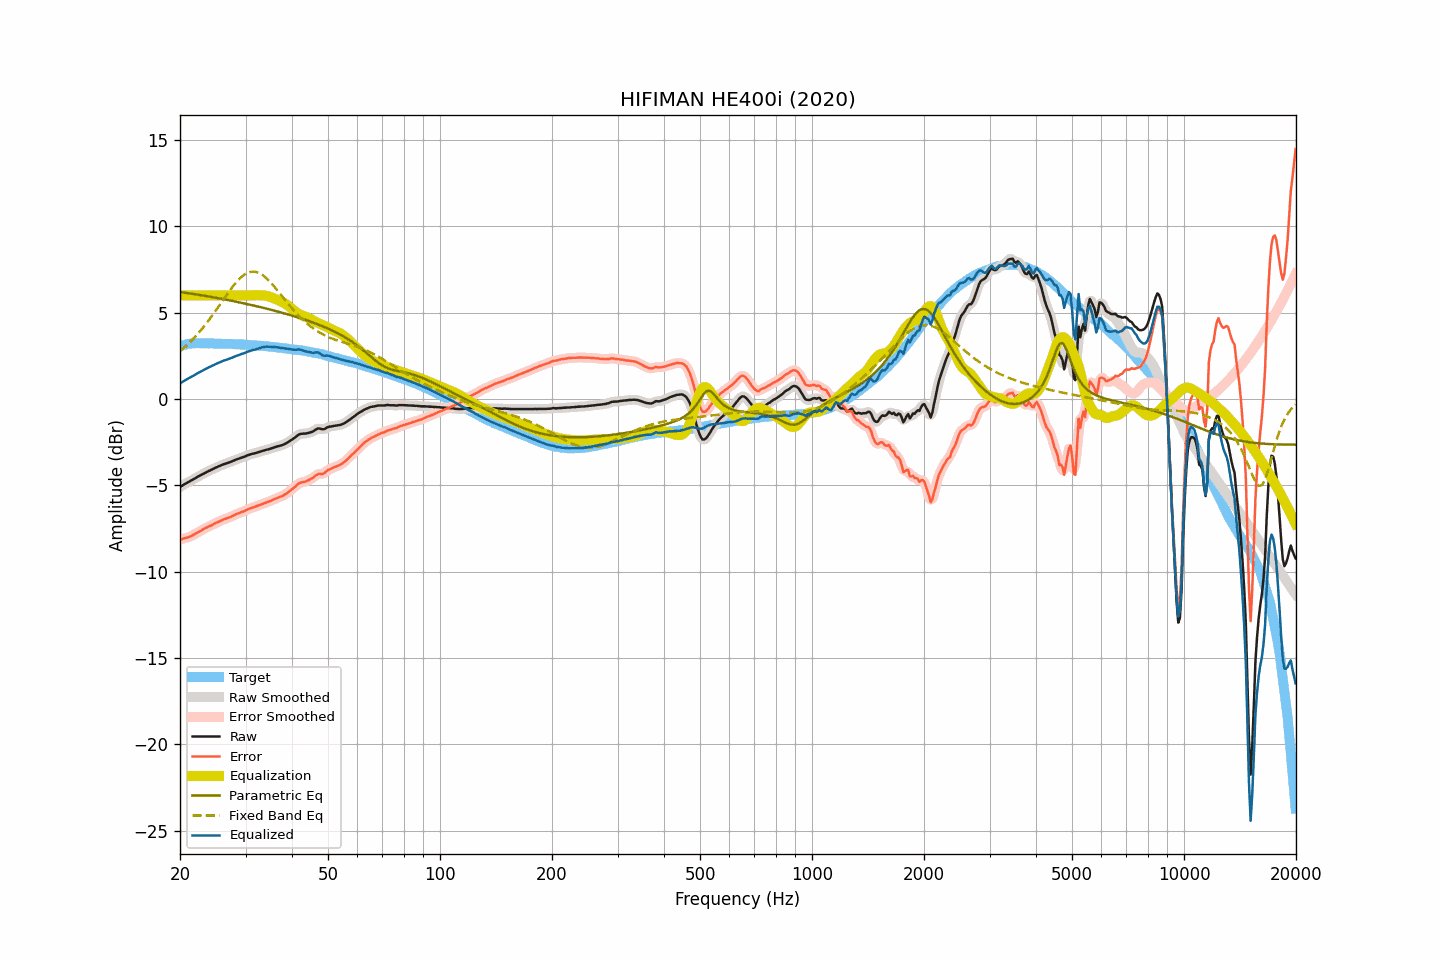 HIFIMAN HE400i (2020)
Amplitude (dBr)
15
10
5
0
−5
−10
−15
−20
−25
Target
Raw Smoothed
Error Smoothed
Raw
Error
Equalization
Parametric Eq
Fixed Band Eq
Equalized
20 50 100 200 500 1000 2000 5000 10000 20000
Frequency (Hz)